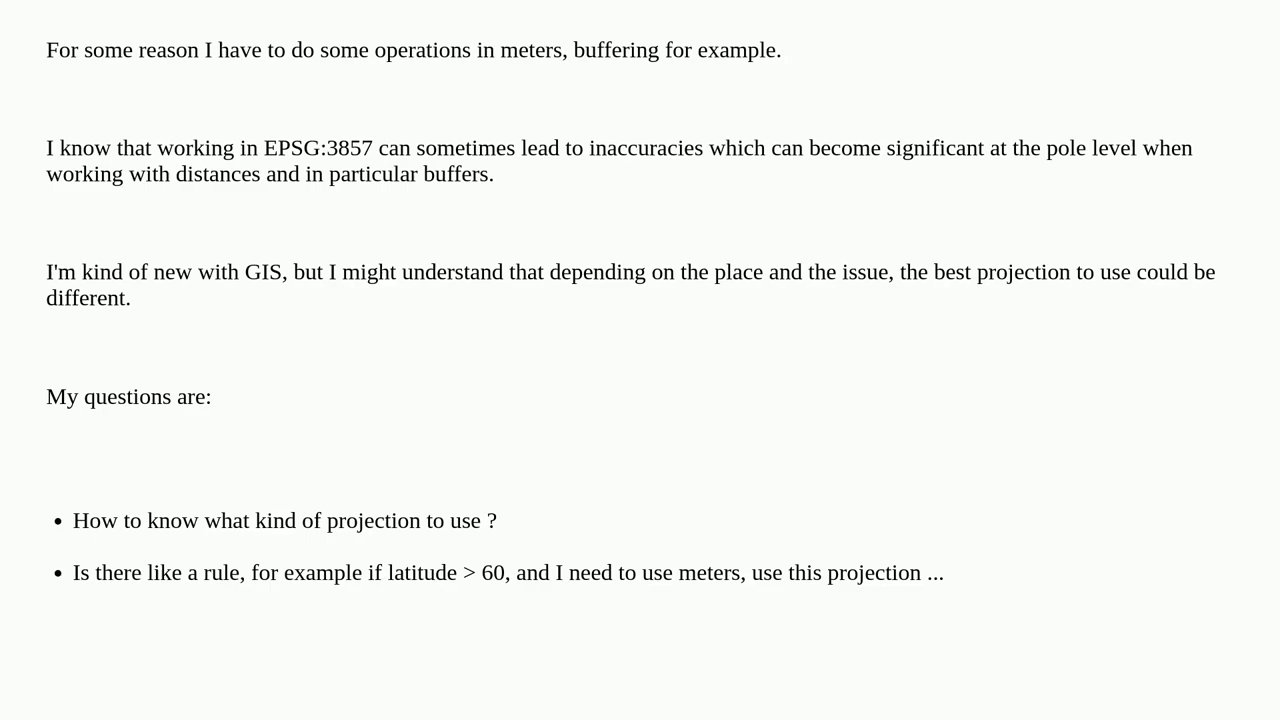 For some reason I have to do some operations in meters, buffering for example.
I know that working in EPSG:3857 can sometimes lead to inaccuracies which can become significant at the pole level when
working with distances and in particular buffers.
I'm kind of new with GIS, but I might understand that depending on the place and the issue, the best projection to use could be
different.
My questions are:
• How to know what kind of projection to use ?
• Is there like a rule, for example if latitude > 60, and I need to use meters, use this projection ...